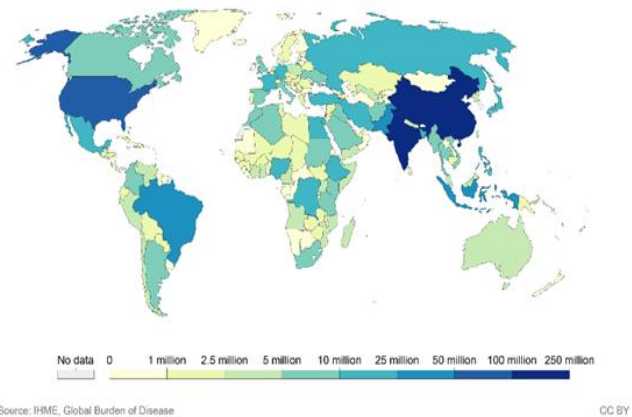 No data 0 1 million 2.5 million 5 million 10 million 25 million 50 million 100 million 250 million
Source: IHME, Global Burden of Disease CC BY